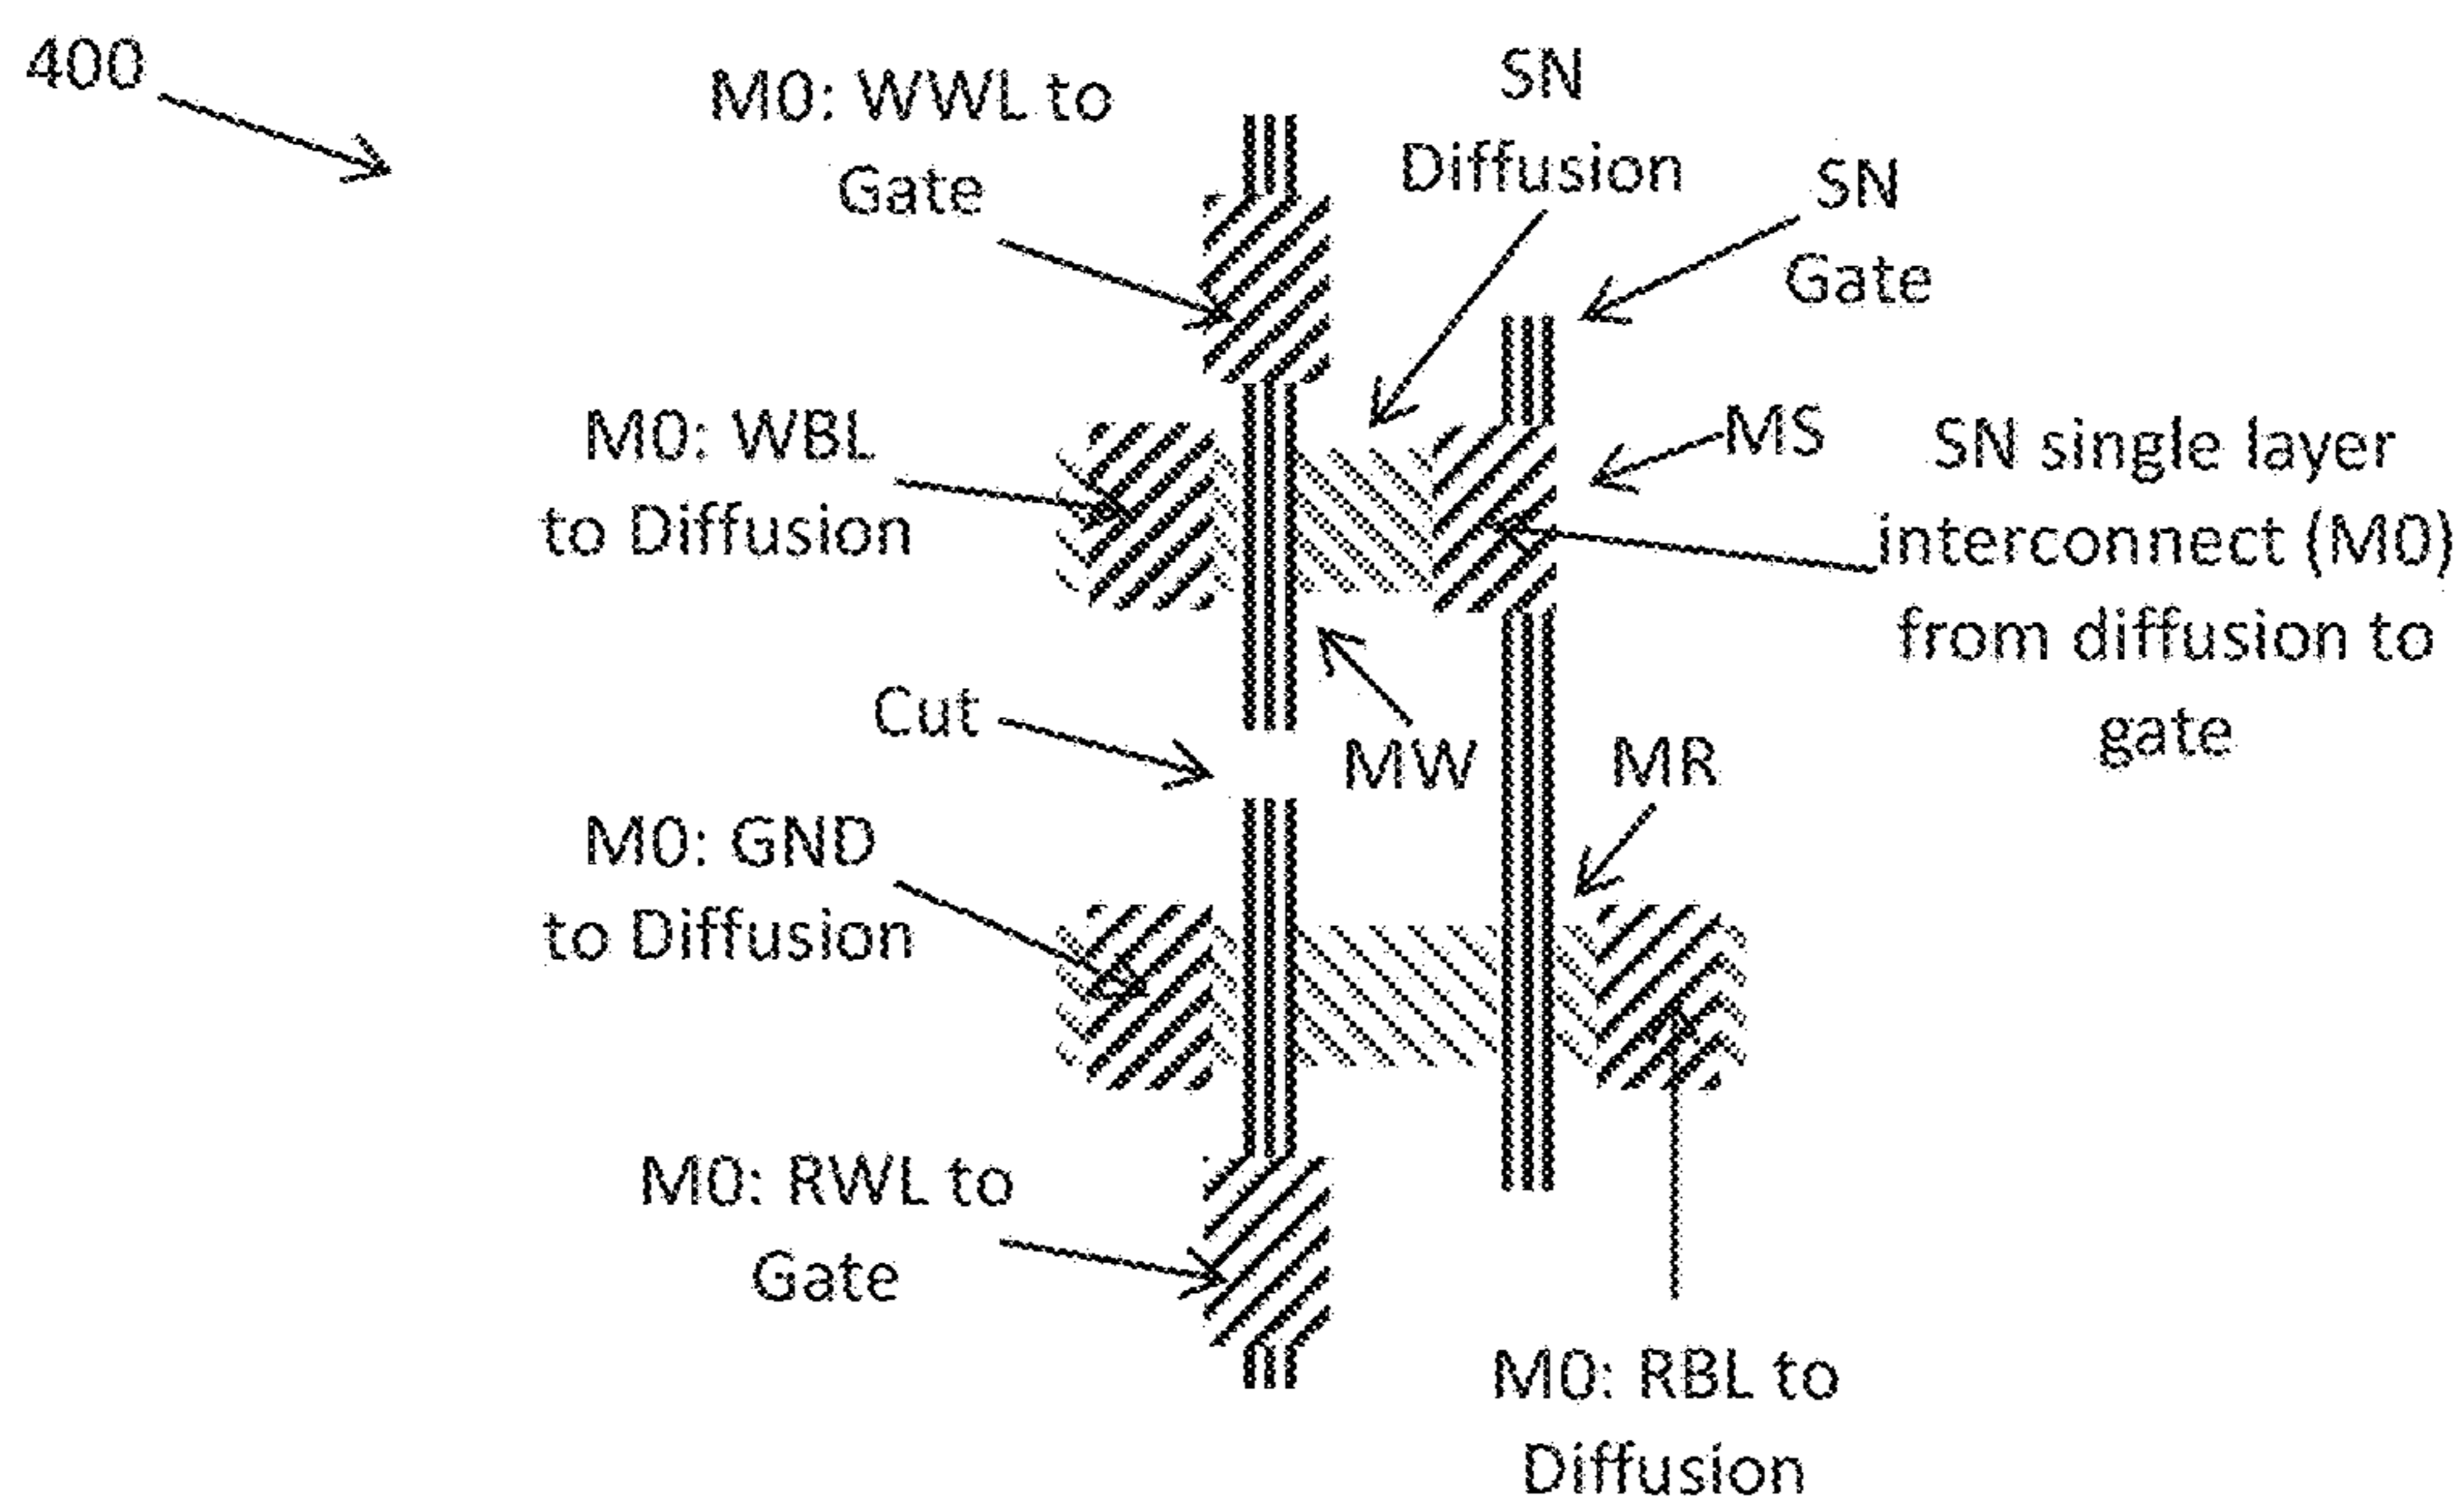 400
M0: WWL to
Gate
SN
Diffusion
SN
Gate
M0: WBL
to Diffusion
MS
SN single layer
interconnect (M0)
from diffusion to
gate
Cut
MW
MR
M0: GND
to Diffusion
M0: RWL to
Gate
M0: RBL to
Diffusion